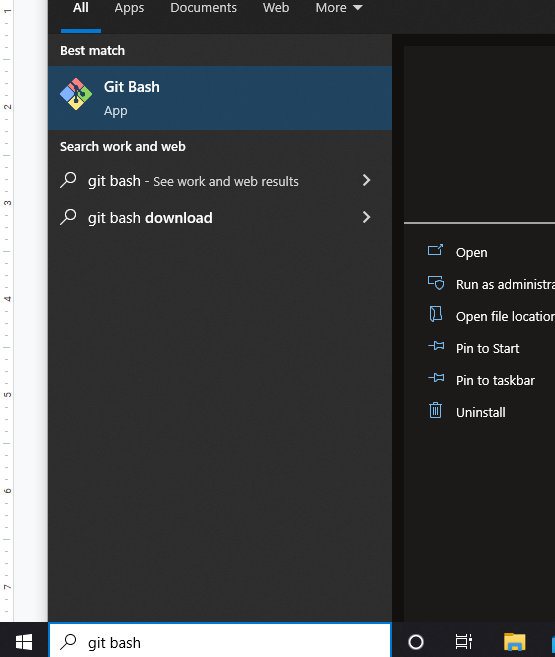 All Apps Documents Web More
Best match
Git Bash
App
Search work and web
git bash - See work and web results
git bash download
Open
Run as administra
Open file location
Pin to Start
Pin to taskbar
Uninstall
1
2
3
4
5
6
7
git bash